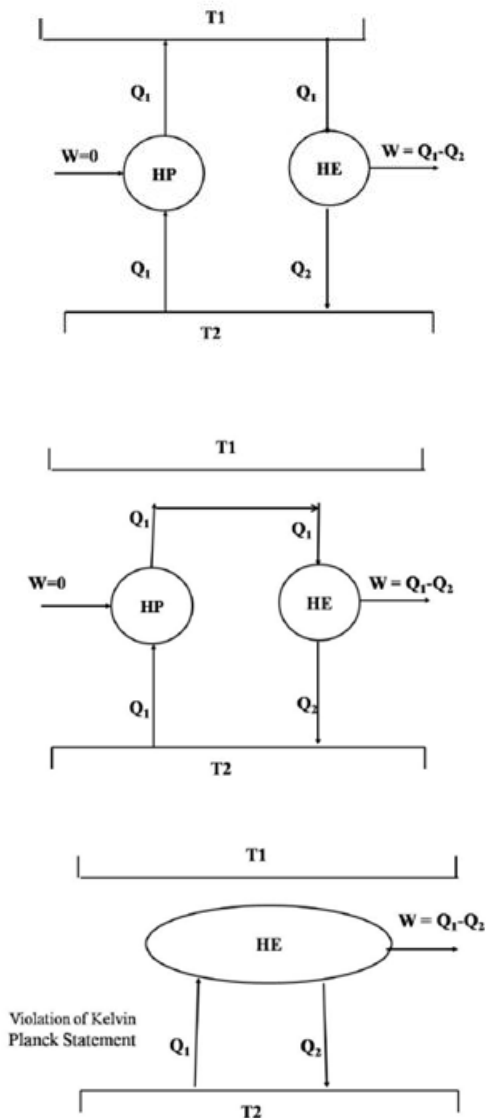 T1
Q₁ Q₁
W=0 HP HE W = Q₁-Q₂
Q₁ Q₂
T2
T1
Q₁ Q₁
W=0 HP HE W = Q₁-Q₂
Q₁ Q₂
T2
T1
HE W = Q₁-Q₂
Violation of Kelvin
Planck Statement
Q₁ Q₂
T2